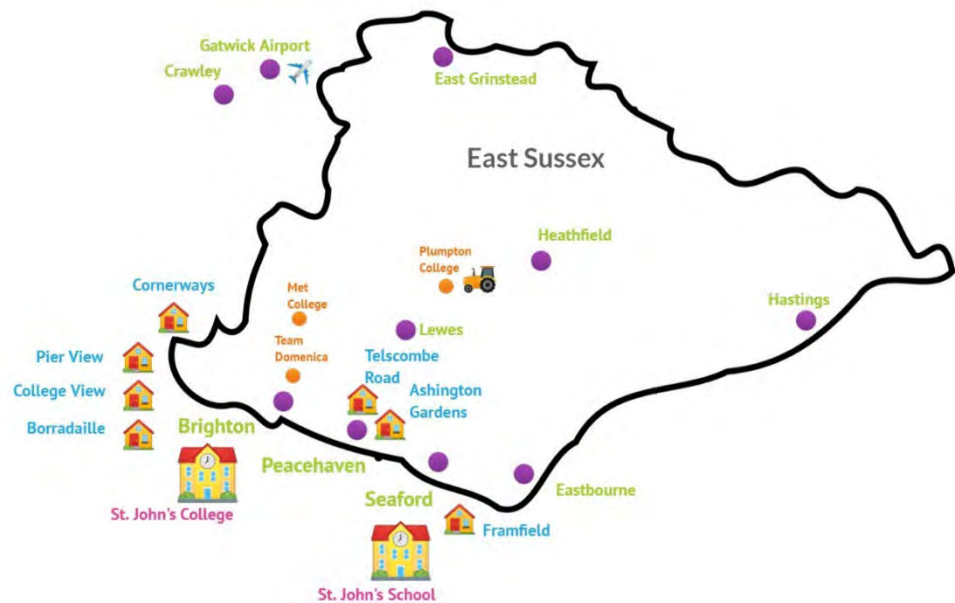 Gatwick Airport
Crawley
East Grinstead
East Sussex
Heathfield
Plumpton
College
Cornerways
Met
College
Hastings
Lewes
Team
Domenica
Pier View
Telscombe
Road
College View
Ashington
Gardens
Borradaille
Brighton
Peacehaven
Eastbourne
Seaford
St. John's College
Framfield
St. John's School